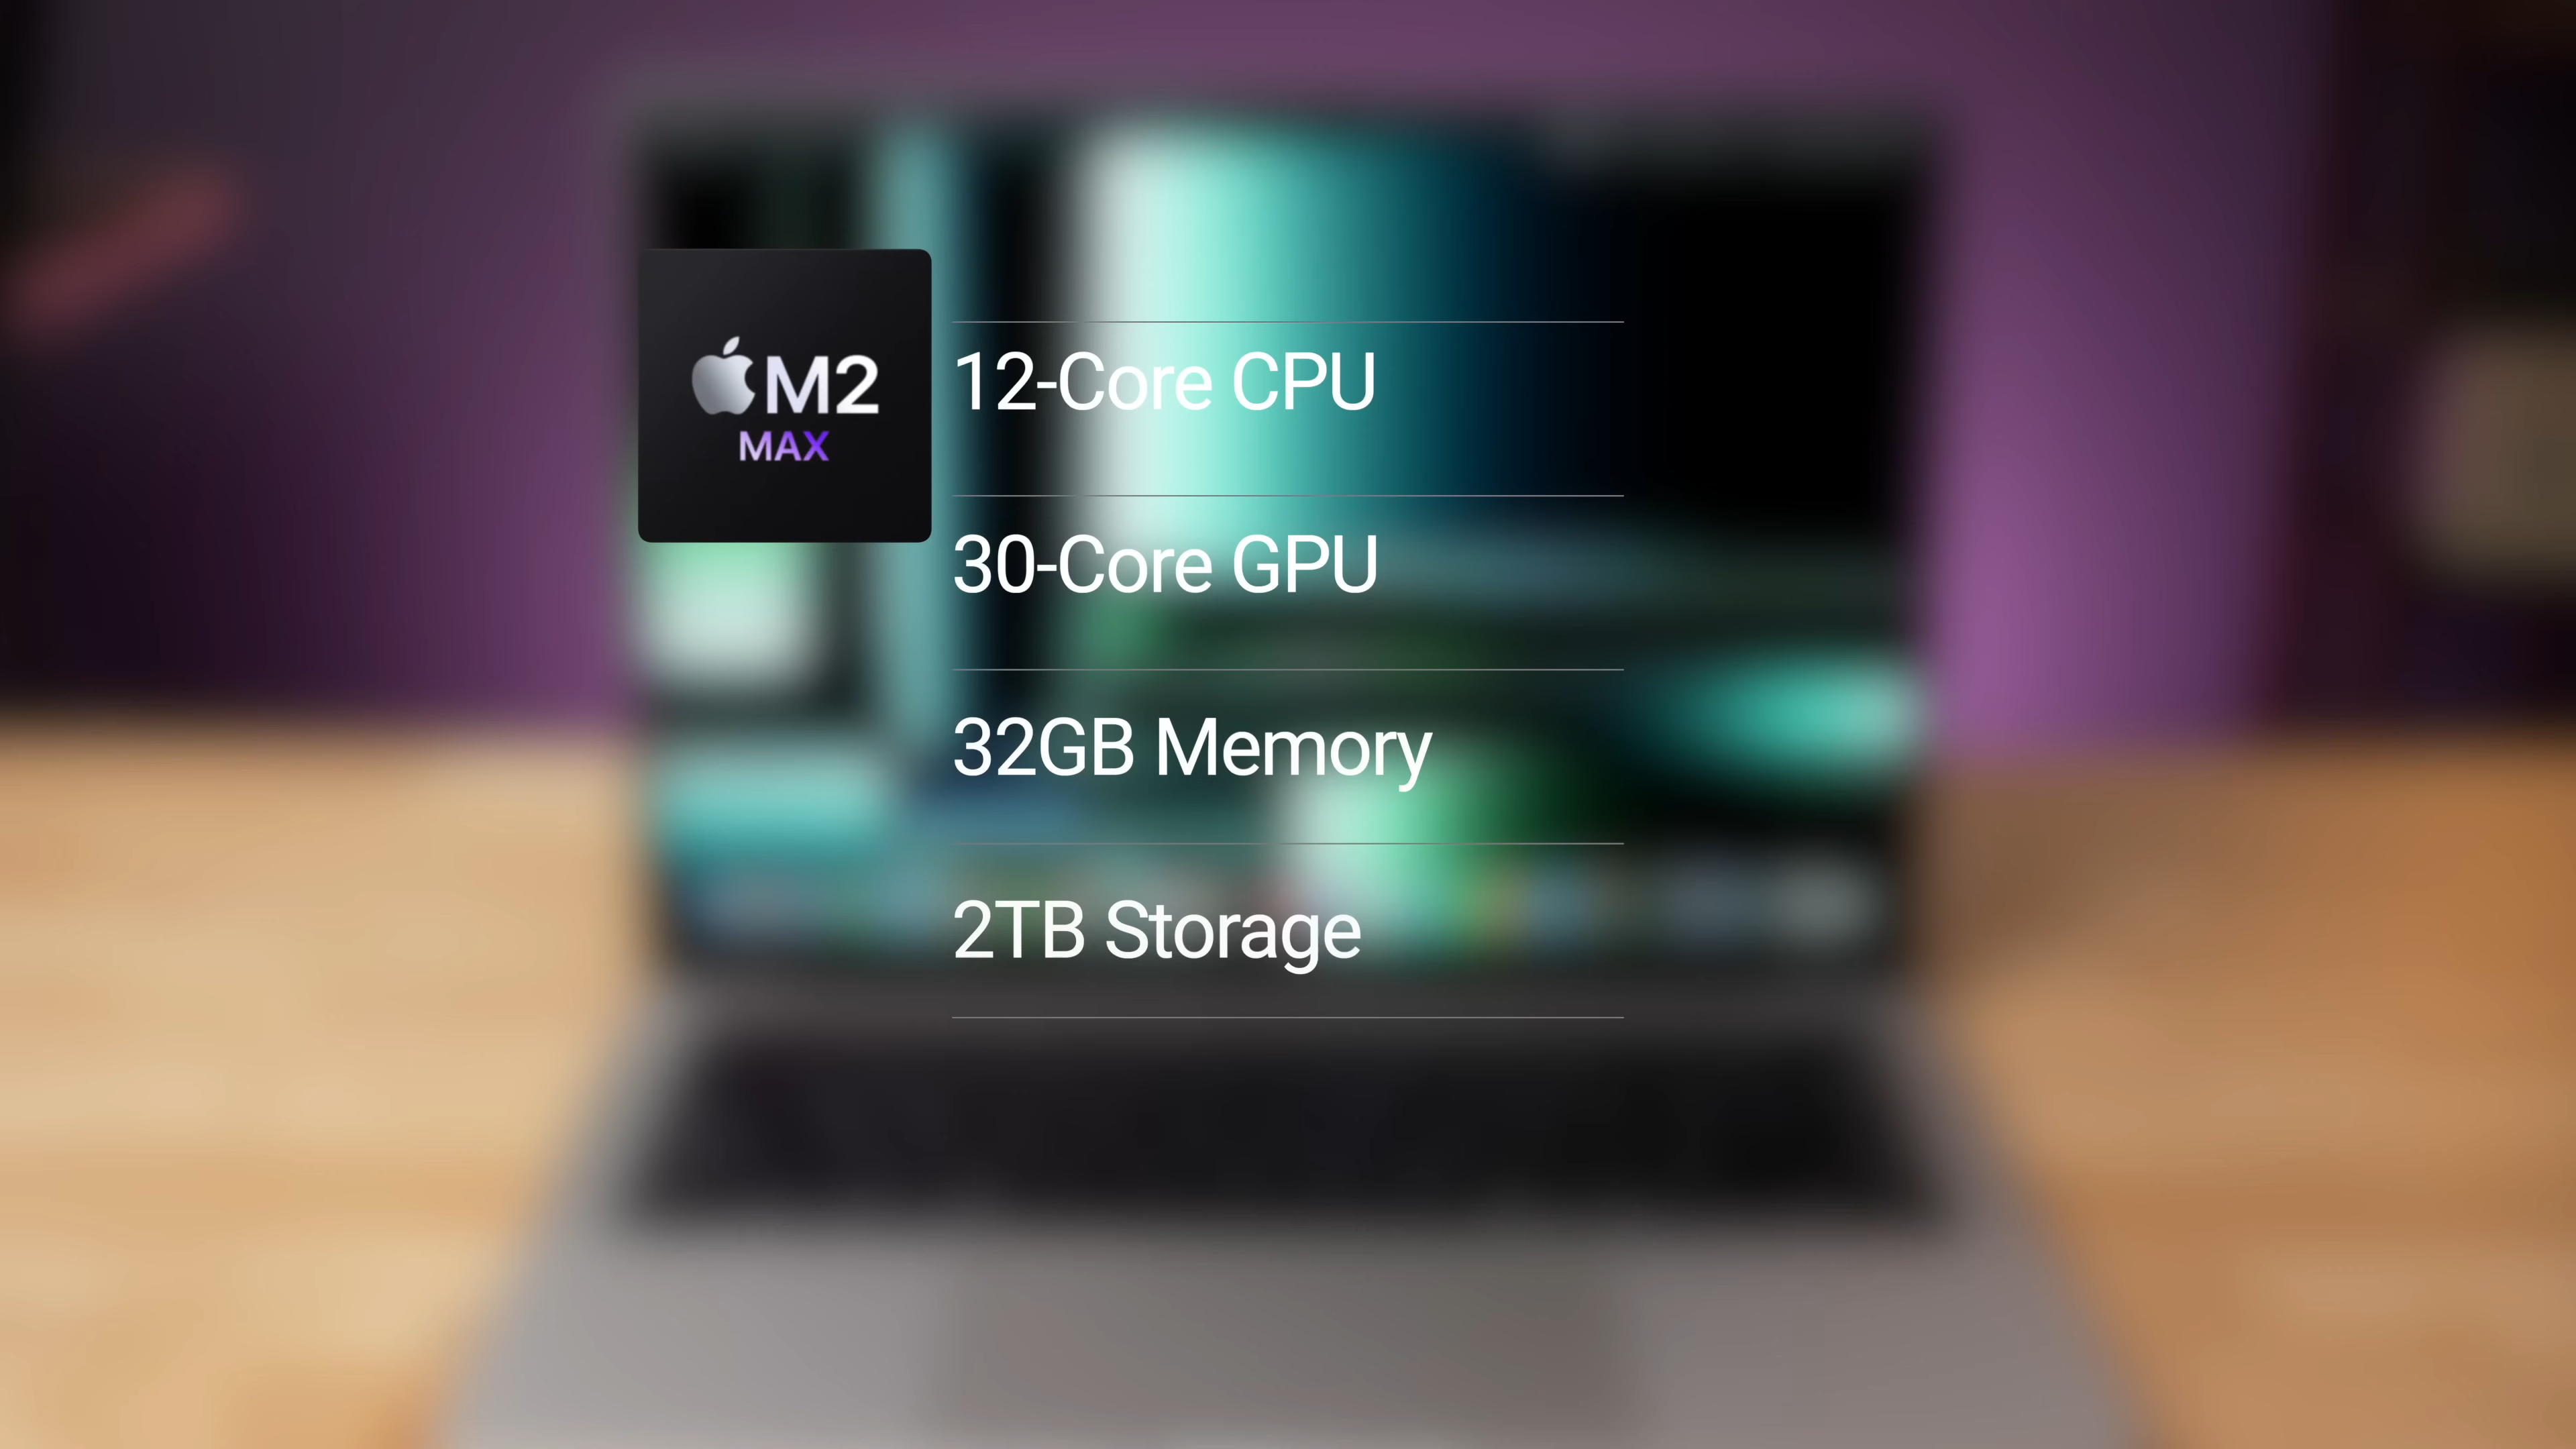 M2
MAX
12-Core CPU
30-Core GPU
32GB Memory
2TB Storage